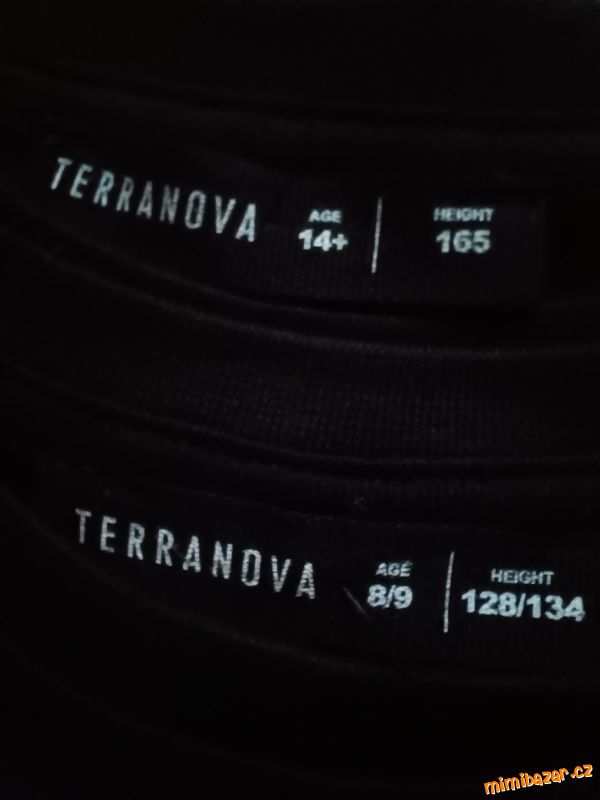 TERRANOVA AGE HEIGHT
14+ 165
TERRANOVA AGE HEIGHT
8/9 128/134
mimibazar.cz